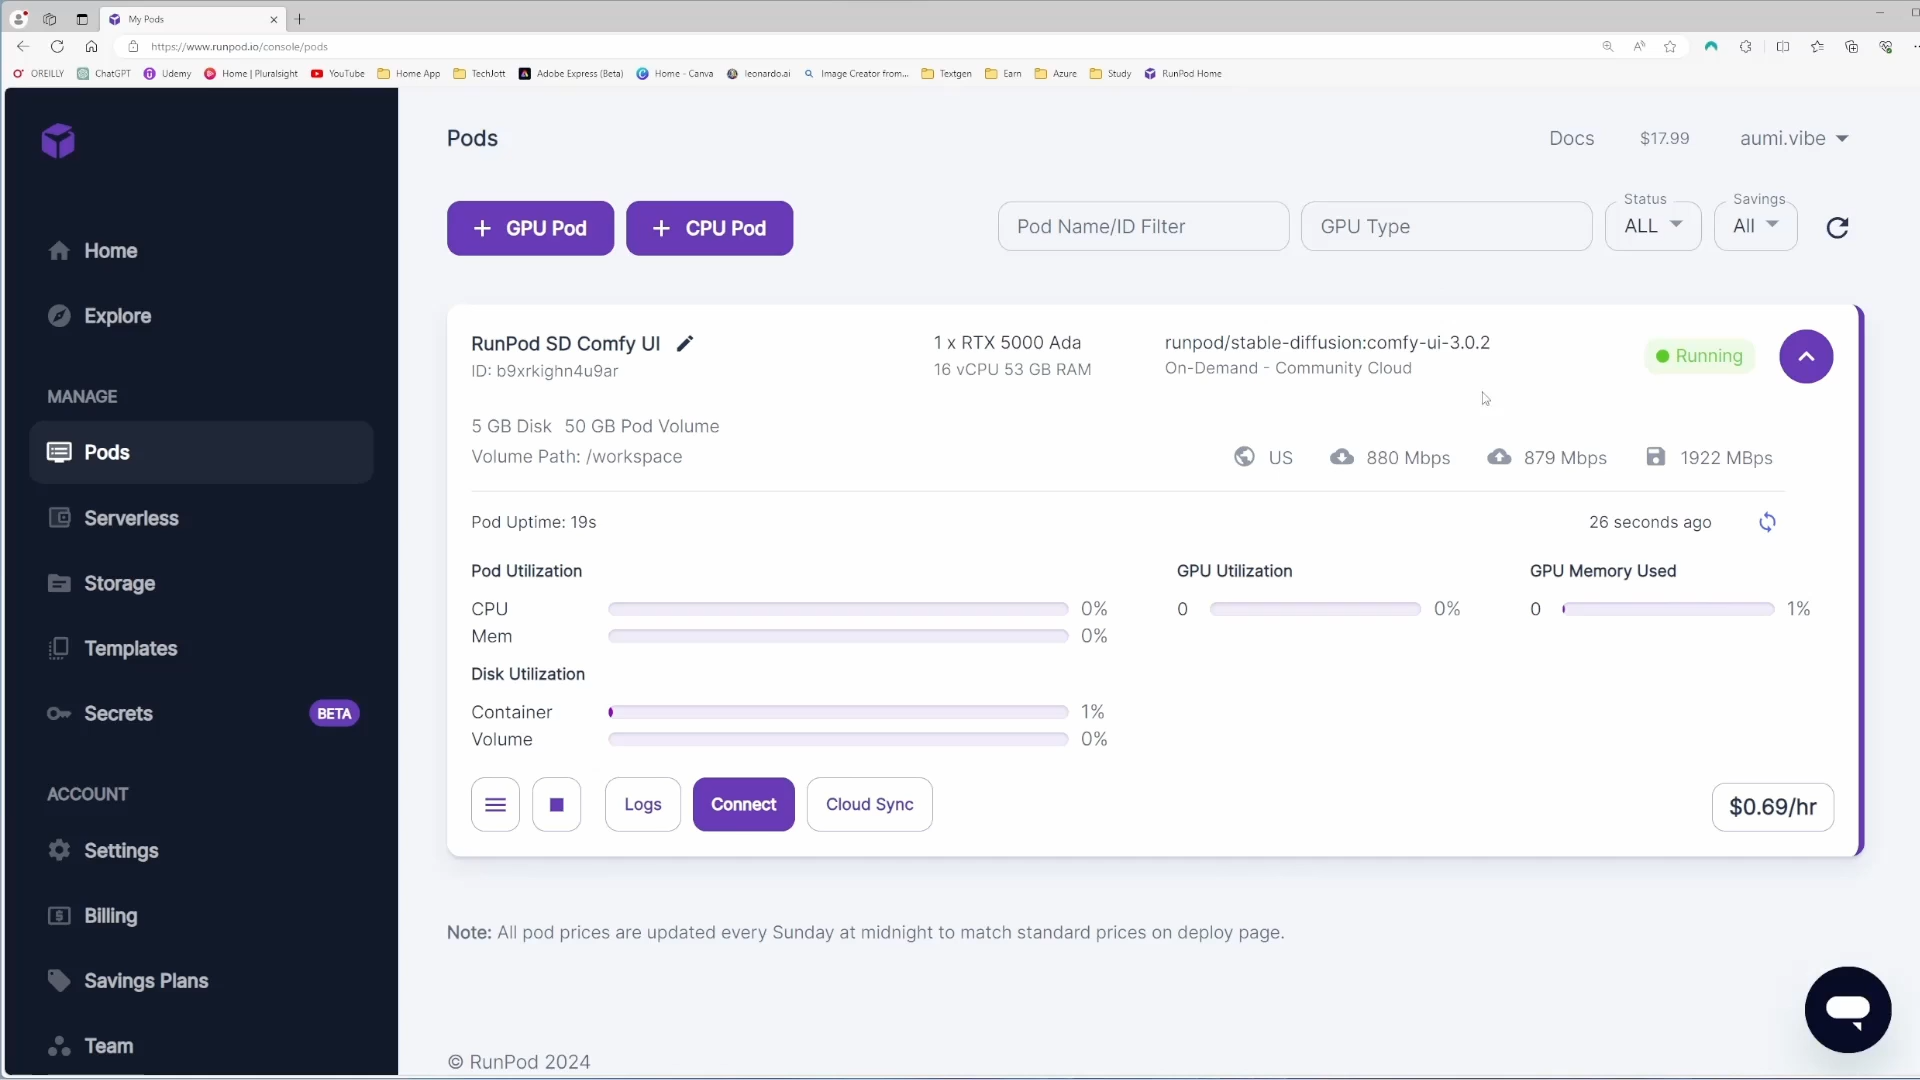 My Pods
https://www.runpod.io/console/pods
OREILLY ChatGPT Udemy Home | Pluralsight YouTube Home App TechJott Adobe Express (Beta) Home - Canva leonardo.ai Image Creator from... Textgen Earn Azure Study RunPod Home
Pods
Docs $17.99 aumi.vibe
+ GPU Pod + CPU Pod
Pod Name/ID Filter GPU Type
Status ALL
Savings All
Home
Explore
MANAGE
Pods
Serverless
Storage
Templates
Secrets BETA
ACCOUNT
Settings
Billing
Savings Plans
Team
RunPod SD Comfy UI
ID: b9xrkighn4u9ar
1 x RTX 5000 Ada
16 vCPU 53 GB RAM
runpod/stable-diffusion:comfy-ui-3.0.2
On-Demand - Community Cloud
Running
5 GB Disk 50 GB Pod Volume
Volume Path: /workspace
US 880 Mbps 879 Mbps 1922 MBps
Pod Uptime: 19s
26 seconds ago
Pod Utilization
CPU 0%
Mem 0%
GPU Utilization
0 0%
GPU Memory Used
0 1%
Disk Utilization
Container 1%
Volume 0%
Logs Connect Cloud Sync
$0.69/hr
Note: All pod prices are updated every Sunday at midnight to match standard prices on deploy page.
© RunPod 2024